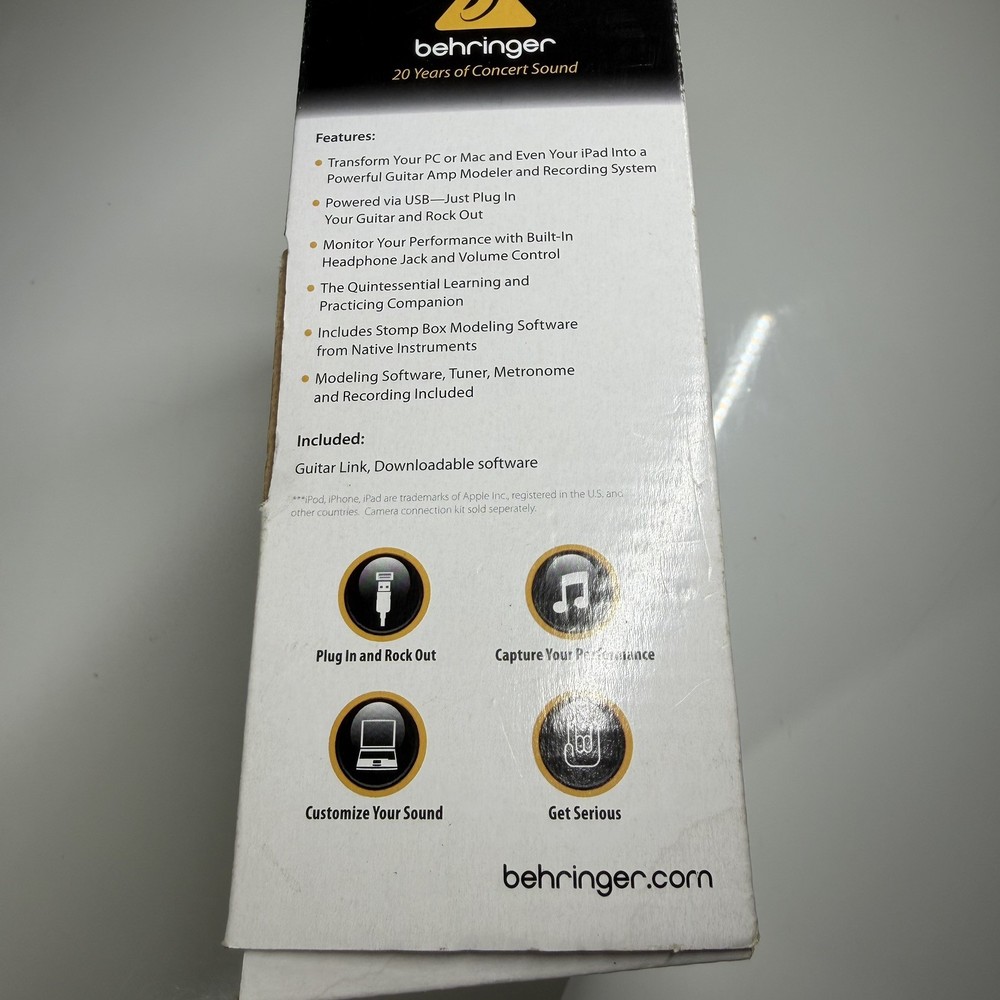 behringer
20 Years of Concert Sound
Features:
• Transform Your PC or Mac and Even Your iPad Into a
Powerful Guitar Amp Modeler and Recording System
• Powered via USB—Just Plug In
Your Guitar and Rock Out
• Monitor Your Performance with Built-In
Headphone Jack and Volume Control
• The Quintessential Learning and
Practicing Companion
• Includes Stomp Box Modeling Software
from Native Instruments
• Modeling Software, Tuner, Metronome
and Recording Included
Included:
Guitar Link, Downloadable software
***iPod, iPhone, iPad are trademarks of Apple Inc., registered in the U.S. and
other countries. Camera connection kit sold seperately.
Plug In and Rock Out
Capture Your Performance
Customize Your Sound
Get Serious
behringer.com